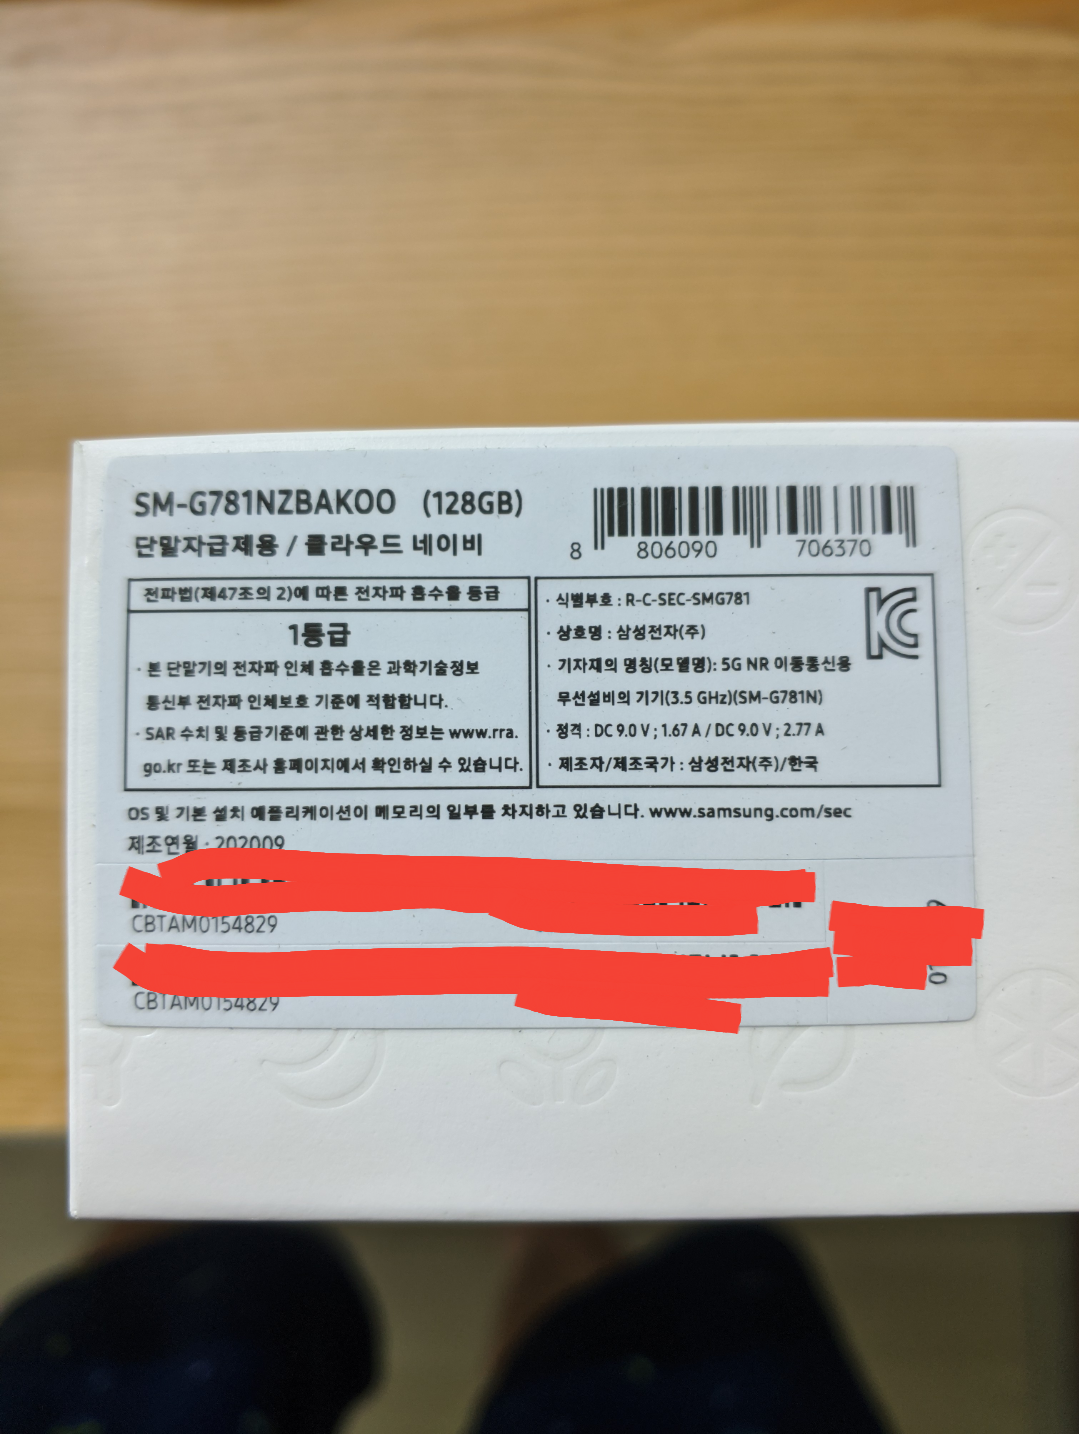 SM-G781NZBAKOO (128GB)
단말자급제용 / 클라우드 네이비
8 806090 706370
전파법(제47조의 2)에 따른 전자파 흡수율 등급
1등급
· 본 단말기의 전자파 인체 흡수율은 과학기술정보
통신부 전자파 인체보호 기준에 적합합니다.
· SAR 수치 및 등급기준에 관한 상세한 정보는 www.rra.
go.kr 또는 제조사 홈페이지에서 확인하실 수 있습니다.
· 식별부호 : R-C-SEC-SMG781
· 상호명 : 삼성전자(주)
· 기자재의 명칭(모델명): 5G NR 이동통신용
무선설비의 기기(3.5 GHz)(SM-G781N)
· 정격 : DC 9.0 V ; 1.67 A / DC 9.0 V ; 2.77 A
· 제조자/제조국가 : 삼성전자(주)/한국
KC
OS 및 기본 설치 애플리케이션이 메모리의 일부를 차지하고 있습니다. www.samsung.com/sec
제조연월 : 202009
CBTAM0154829
CBTAM0154829